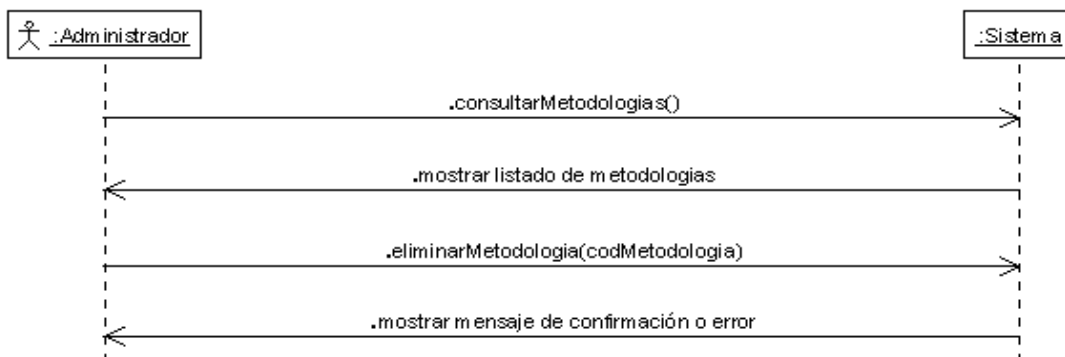 :Administrador
:Sistema
.consultarMetodologias()
.mostrar listado de metodologias
.eliminarMetodologia(codMetodologia)
.mostrar mensaje de confirmación o error